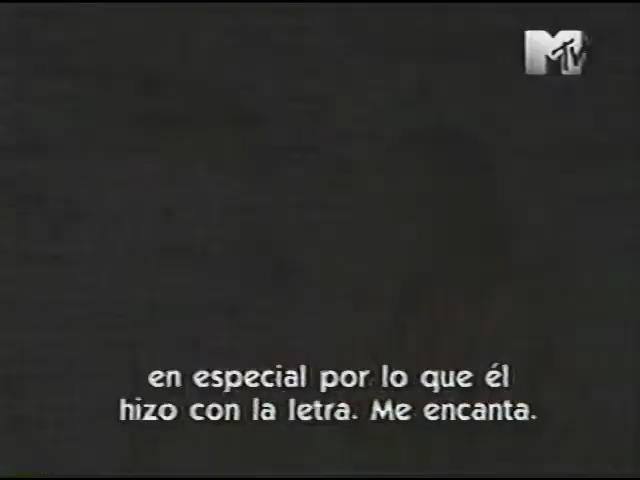 MTV
en especial por lo que él
hizo con la letra. Me encanta.